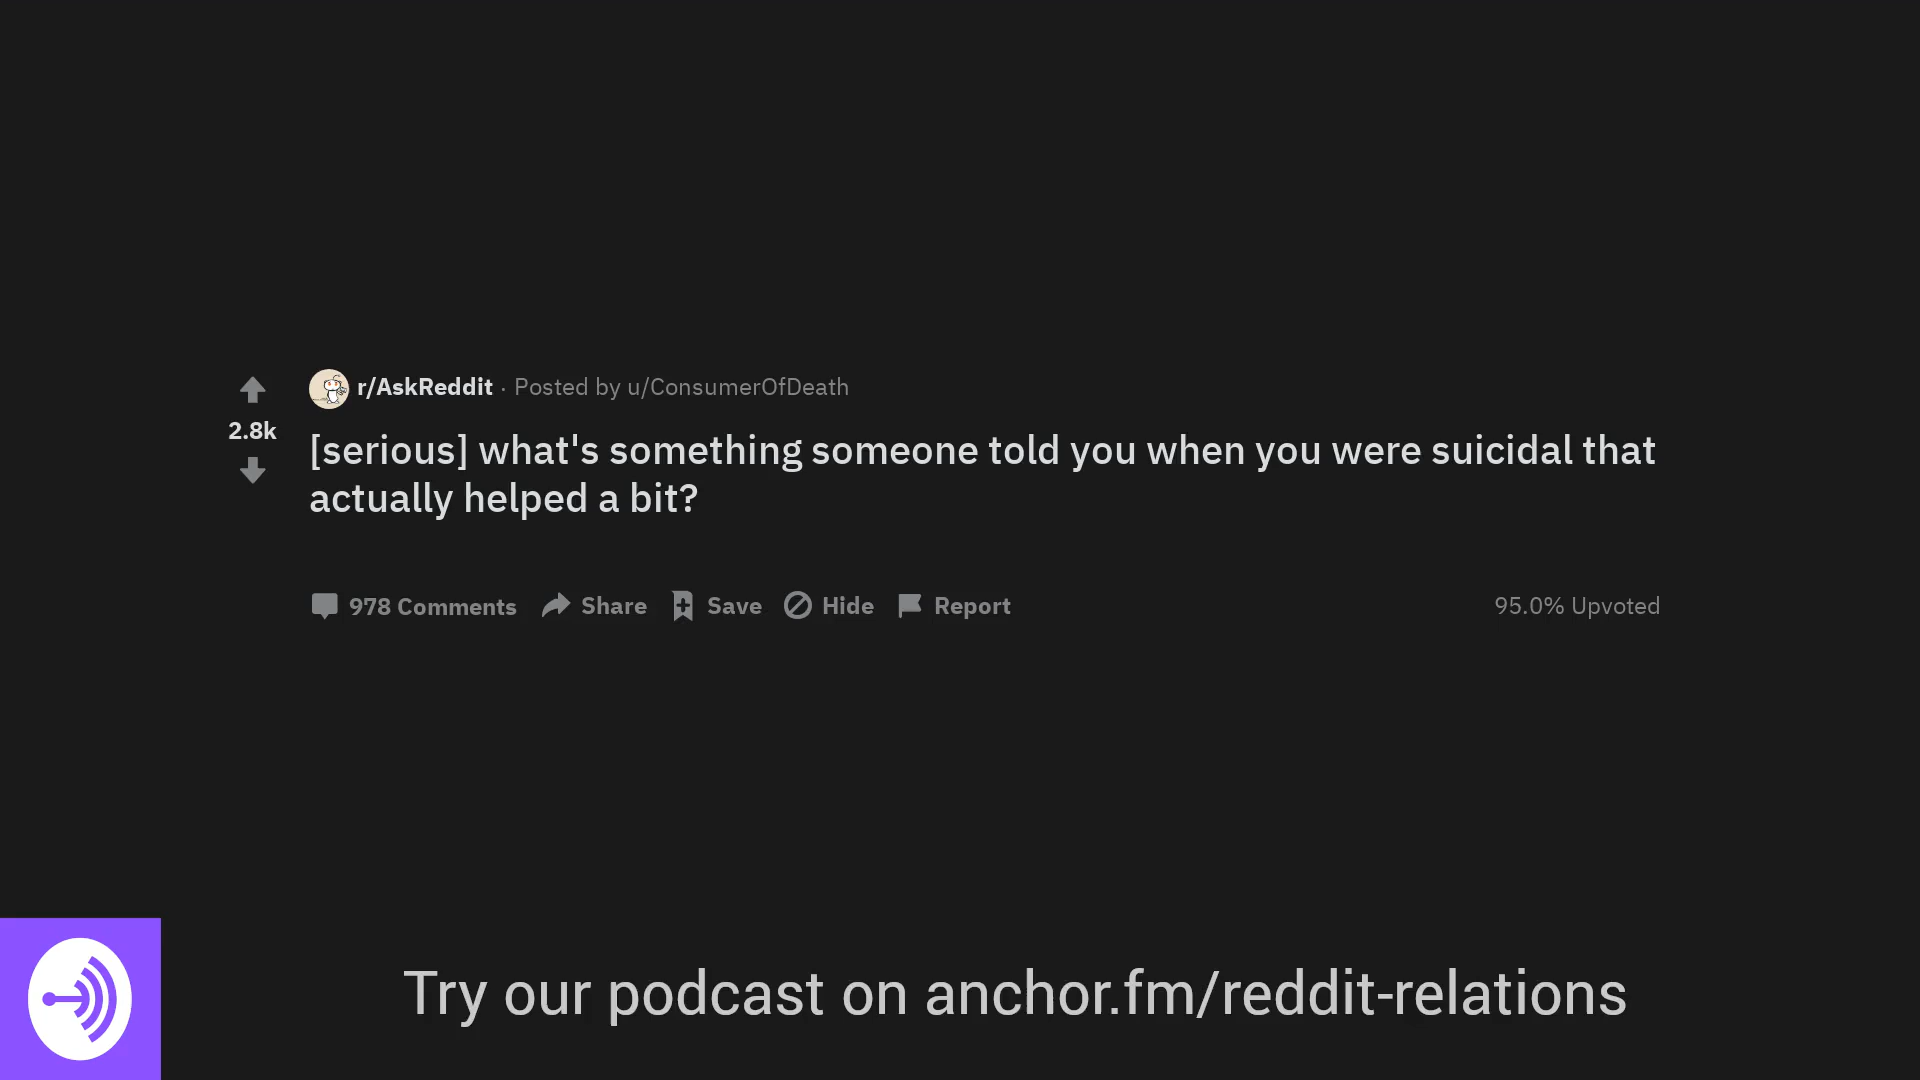 r/AskReddit · Posted by u/ConsumerOfDeath
2.8k
[serious] what's something someone told you when you were suicidal that
actually helped a bit?
978 Comments Share Save Hide Report 95.0% Upvoted
Try our podcast on anchor.fm/reddit-relations